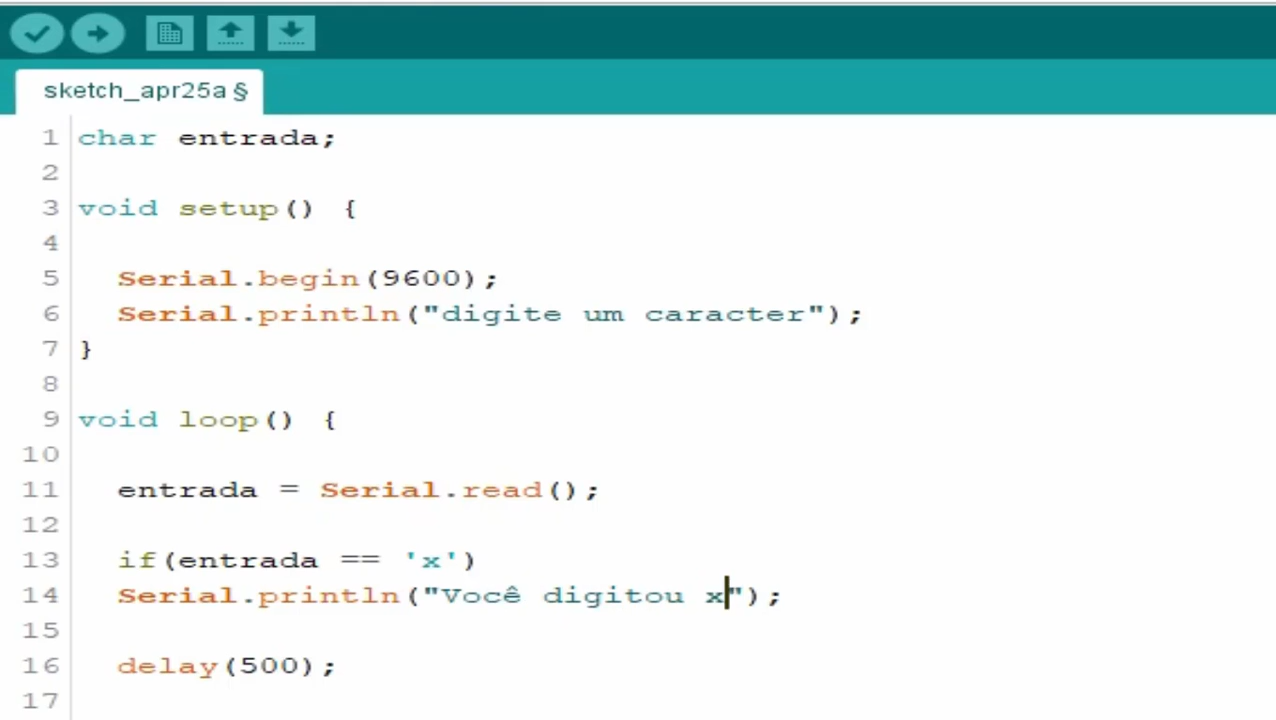 sketch_apr25a §
1 char entrada;
2
3 void setup() {
4
5 Serial.begin(9600);
6 Serial.println("digite um caracter");
7 }
8
9 void loop() {
10
11 entrada = Serial.read();
12
13 if(entrada == 'x')
14 Serial.println("Você digitou x");
15
16 delay(500);
17